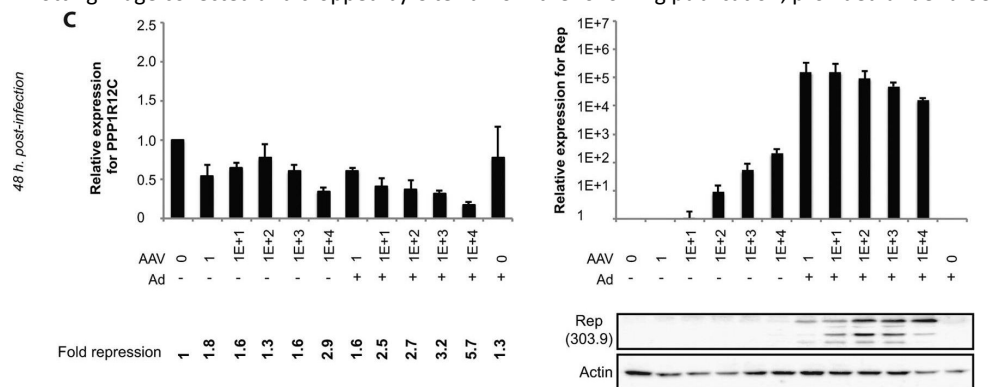 C
48 h. post-infection
Relative expression
for PPP1R12C
2.5
2.0
1.5
1.0
0.5
0
AAV 0 1 1E+1 1E+2 1E+3 1E+4 1 1E+1 1E+2 1E+3 1E+4 0
Ad - - - - - - + + + + + +
Fold repression 1 1.8 1.6 1.3 1.6 2.9 1.6 2.5 2.7 3.2 5.7 1.3
Relative expression for Rep
1E+7
1E+6
1E+5
1E+4
1E+3
1E+2
1E+1
1
AAV 0 1 1E+1 1E+2 1E+3 1E+4 1 1E+1 1E+2 1E+3 1E+4 0
Ad - - - - - - + + + + + +
Rep
(303.9)
Actin